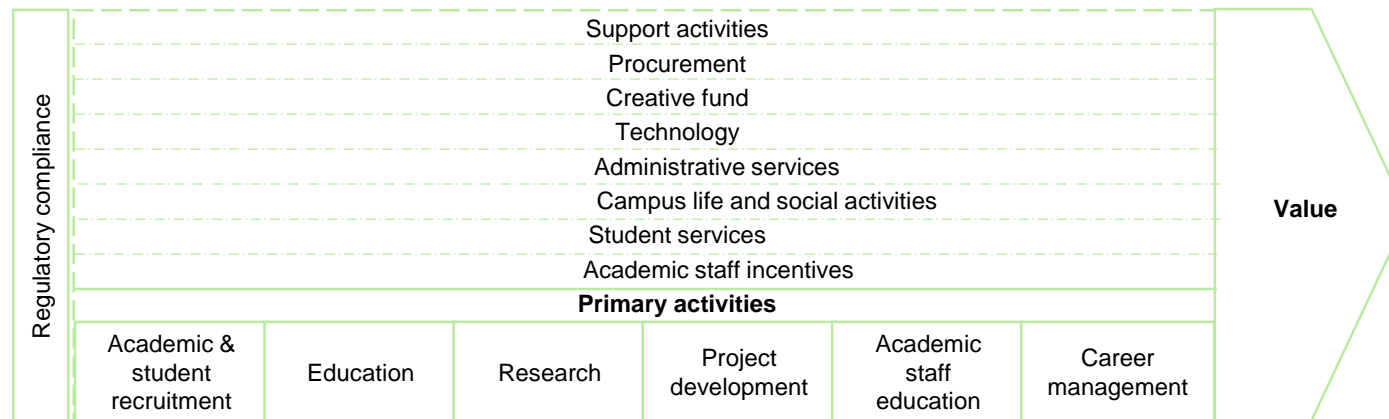 Regulatory compliance
Support activities
Procurement
Creative fund
Technology
Administrative services
Campus life and social activities
Student services
Academic staff incentives
Primary activities
Academic &
student
recruitment
Education
Research
Project
development
Academic
staff
education
Career
management
Value